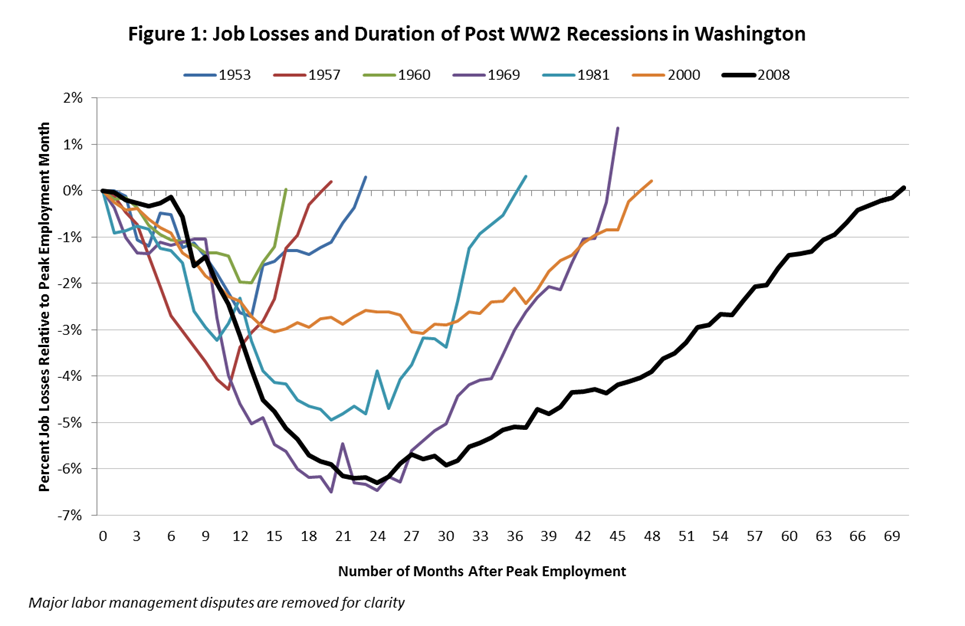 Figure 1: Job Losses and Duration of Post WW2 Recessions in Washington
1953 1957 1960 1969 1981 2000 2008
Percent Job Losses Relative to Peak Employment Month
2%
1%
0%
-1%
-2%
-3%
-4%
-5%
-6%
-7%
0 3 6 9 12 15 18 21 24 27 30 33 36 39 42 45 48 51 54 57 60 63 66 69
Number of Months After Peak Employment
Major labor management disputes are removed for clarity